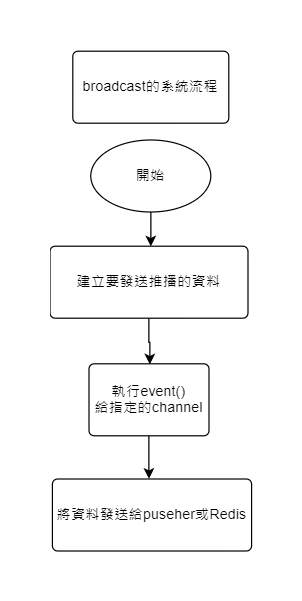 broadcast的系統流程
開始
建立要發送推播的資料
執行event()
給指定的channel
將資料發送給puseher或Redis